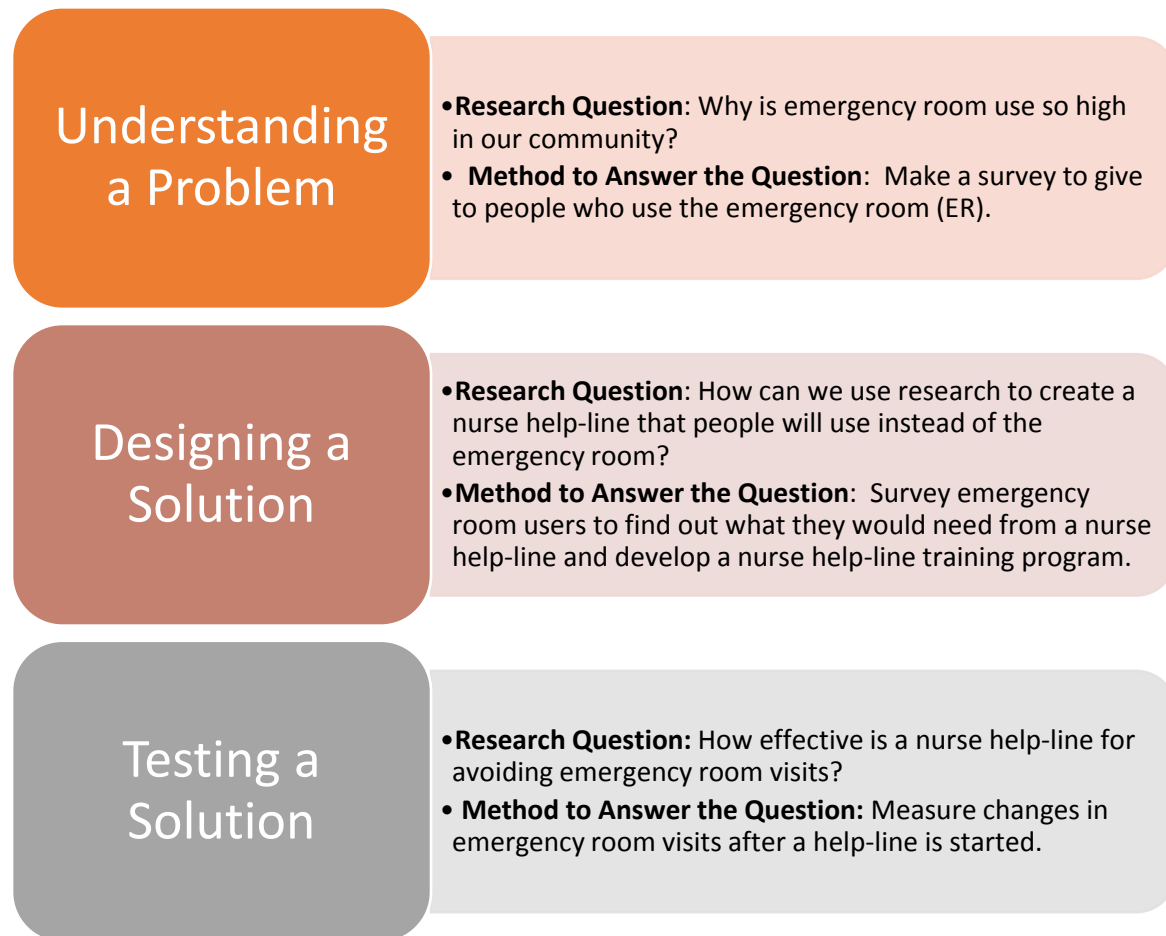 Understanding
a Problem
•Research Question: Why is emergency room use so high
in our community?
• Method to Answer the Question:  Make a survey to give
to people who use the emergency room (ER).
Designing a
Solution
•Research Question: How can we use research to create a
nurse help-line that people will use instead of the
emergency room?
•Method to Answer the Question:  Survey emergency
room users to find out what they would need from a nurse
help-line and develop a nurse help-line training program.
Testing a
Solution
•Research Question: How effective is a nurse help-line for
avoiding emergency room visits?
• Method to Answer the Question: Measure changes in
emergency room visits after a help-line is started.